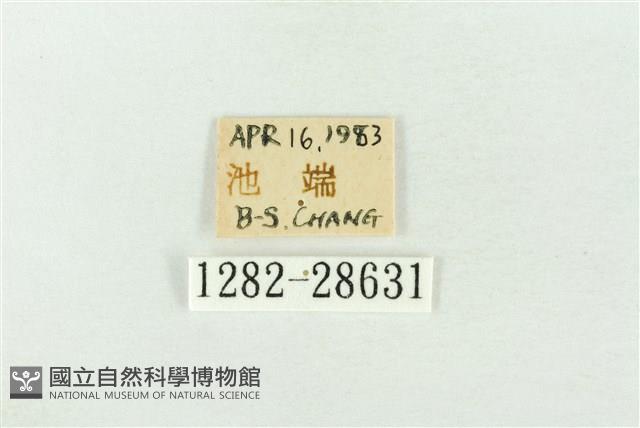 APR 16, 1983
池 端
B-S. CHANG
1282-28631
國立自然科學博物館
NATIONAL MUSEUM OF NATURAL SCIENCE